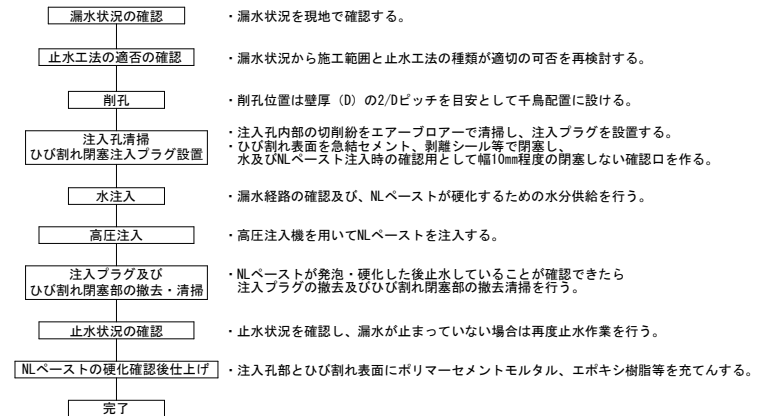 漏水状況の確認
・漏水状況を現地で確認する。
止水工法の適否の確認
・漏水状況から施工範囲と止水工法の種類が適切の可否を再検討する。
削孔
・削孔位置は壁厚（D）の2/Dピッチを目安として千鳥配置に設ける。
注入孔清掃
ひび割れ閉塞注入プラグ設置
・注入孔内部の切削紛をエアーブロアーで清掃し、注入プラグを設置する。
・ひび割れ表面を急結セメント、剥離シール等で閉塞し、
水及びNLペースト注入時の確認用として幅10mm程度の閉塞しない確認口を作る。
水注入
・漏水経路の確認及び、NLペーストが硬化するための水分供給を行う。
高圧注入
・高圧注入機を用いてNLペーストを注入する。
注入プラグ及び
ひび割れ閉塞部の撤去・清掃
・NLペーストが発泡・硬化した後止水していることが確認できたら
注入プラグの撤去及びひび割れ閉塞部の撤去清掃を行う。
止水状況の確認
・止水状況を確認し、漏水が止まっていない場合は再度止水作業を行う。
NLペーストの硬化確認後仕上げ
・注入孔部とひび割れ表面にポリマーセメントモルタル、エポキシ樹脂等を充てんする。
完了